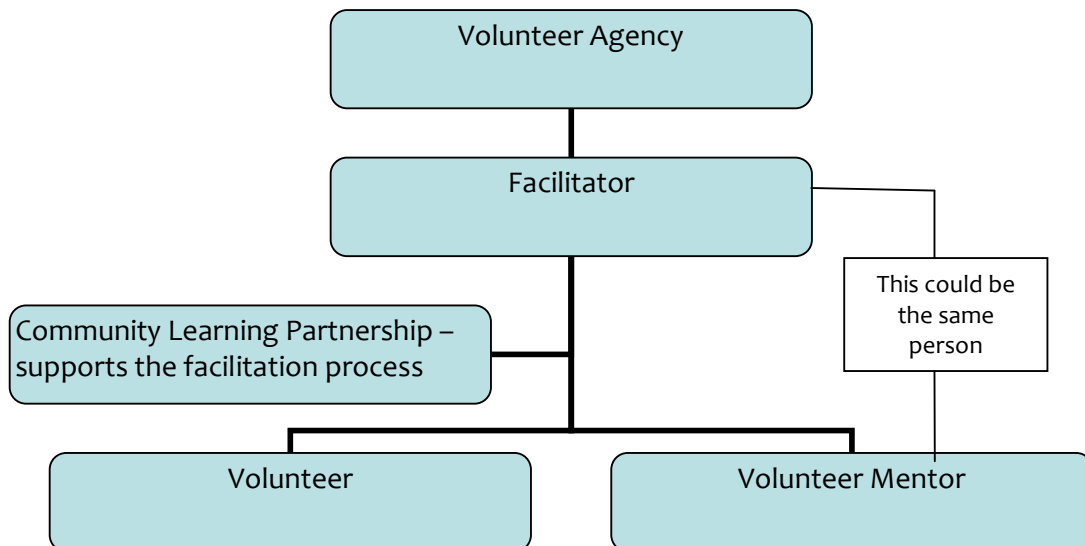 Volunteer Agency
Facilitator
This could be
the same
person
Community Learning Partnership –
supports the facilitation process
Volunteer
Volunteer Mentor